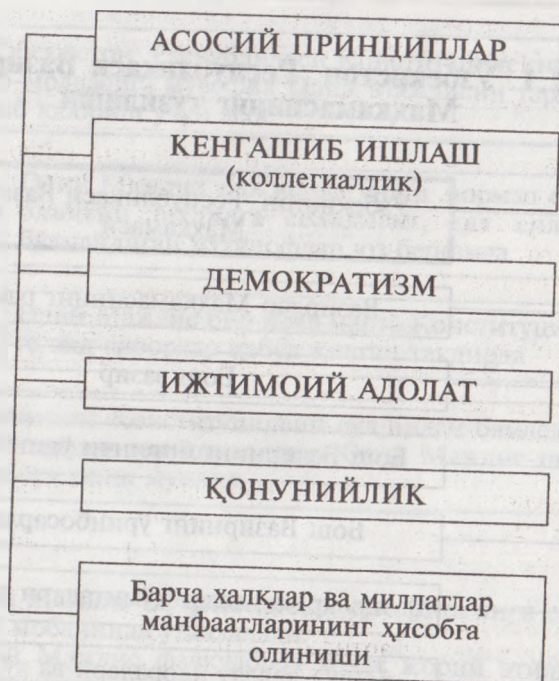 АСОСИЙ ПРИНЦИПЛАР
КЕНГАШИБ ИШЛАШ
(коллегиаллик)
ДЕМОКРАТИЗМ
ИЖТИМОИЙ АДОЛАТ
ҚОНУНИЙЛИК
Барча халқлар ва миллатлар
манфаатларининг ҳисобга
олиниши